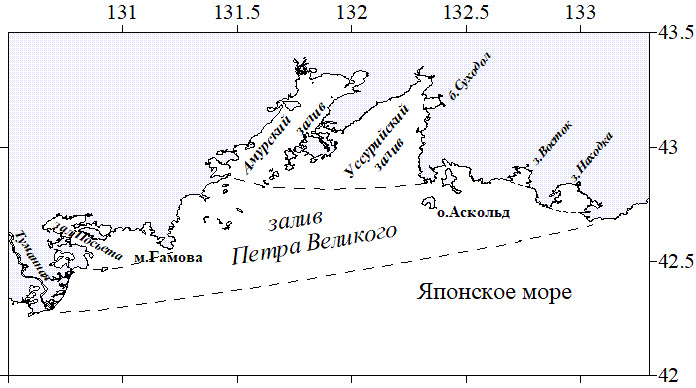 131 131.5 132 132.5 133
43.5
б.Суходол
Амурский
залив
Уссурийский
залив
з.Восток
з.Находка
43
о.Аскольд
залив
Петра Великого
зал.Посьета
Туманная
м.Гамова
42.5
Японское море
42